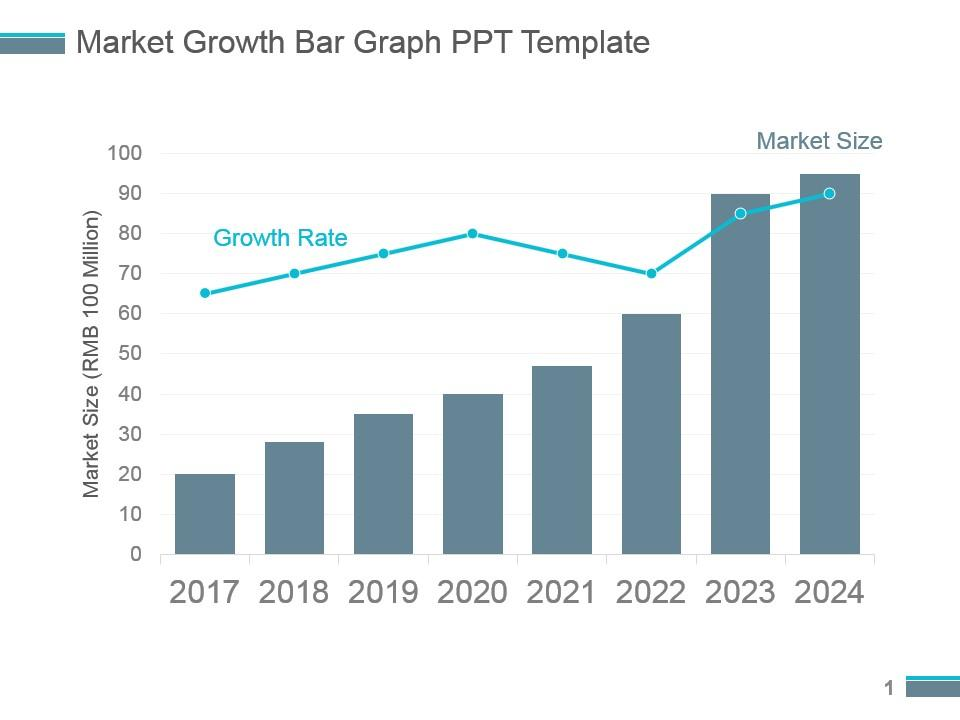 Market Growth Bar Graph PPT Template
Market Size
Growth Rate
Market Size (RMB 100 Million)
100
90
80
70
60
50
40
30
20
10
0
2017 2018 2019 2020 2021 2022 2023 2024
1